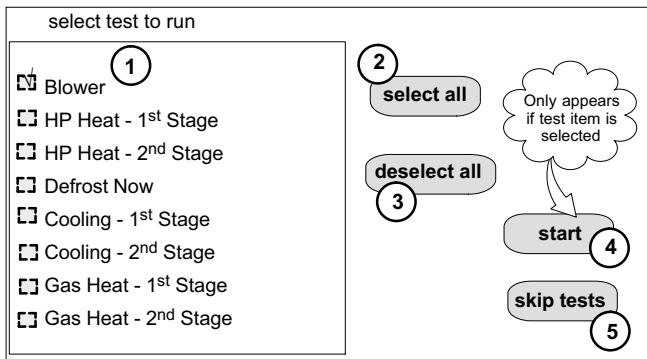 select test to run
1
Blower
HP Heat - 1st Stage
HP Heat - 2nd Stage
Defrost Now
Cooling - 1st Stage
Cooling - 2nd Stage
Gas Heat - 1st Stage
Gas Heat - 2nd Stage
2
select all
deselect all
3
Only appears
if test item is
selected
start
4
skip tests
5